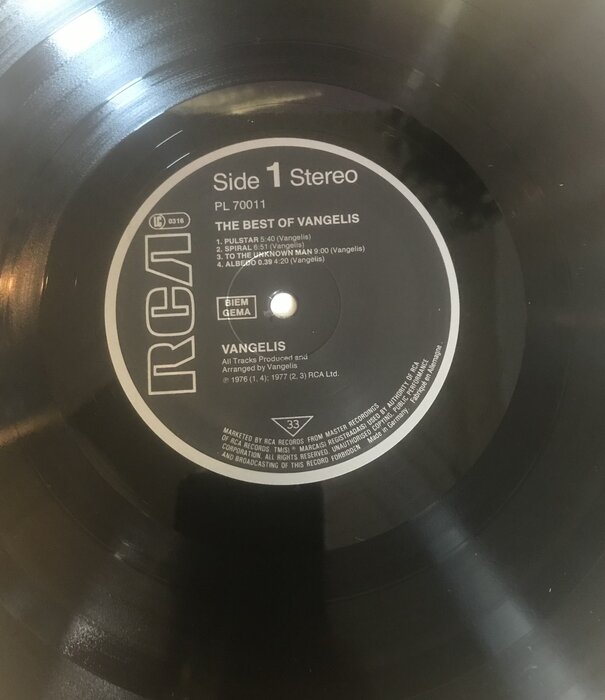 Side 1 Stereo
PL 70011
LC 0316
THE BEST OF VANGELIS
1. PULSTAR 5:40 (Vangelis)
2. SPIRAL 6:51 (Vangelis)
3. TO THE UNKNOWN MAN 9:00 (Vangelis)
4. ALBEDO 0.39 4:20 (Vangelis)
RCA
BIEM
GEMA
VANGELIS
All Tracks Produced and
Arranged by Vangelis
℗ 1976 (1, 4); 1977 (2, 3) RCA Ltd.
33
MARKETED BY RCA RECORDS FROM MASTER RECORDINGS
OF RCA RECORDS. TM(S) ® MARCA(S) REGISTRADA(S) USED BY AUTHORITY OF RCA
CORPORATION. ALL RIGHTS RESERVED. UNAUTHORISED COPYING, PUBLIC PERFORMANCE
AND BROADCASTING OF THIS RECORD FORBIDDEN Made in Germany Fabriqué en Allemagne